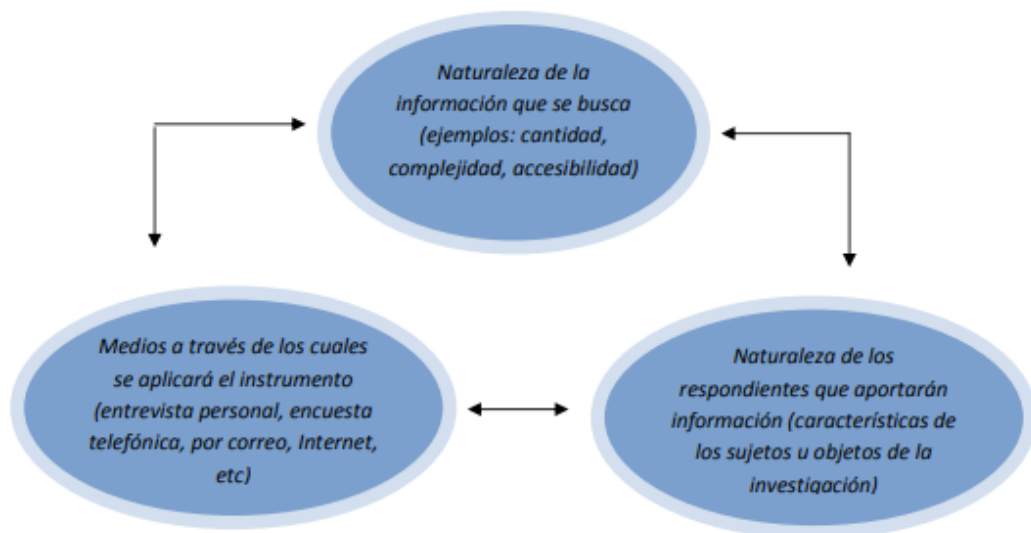 Naturaleza de la
información que se busca
(ejemplos: cantidad,
complejidad, accesibilidad)
Medios a través de los cuales
se aplicará el instrumento
(entrevista personal, encuesta
telefónica, por correo, Internet,
etc)
Naturaleza de los
respondientes que aportarán
información (características de
los sujetos u objetos de la
investigación)